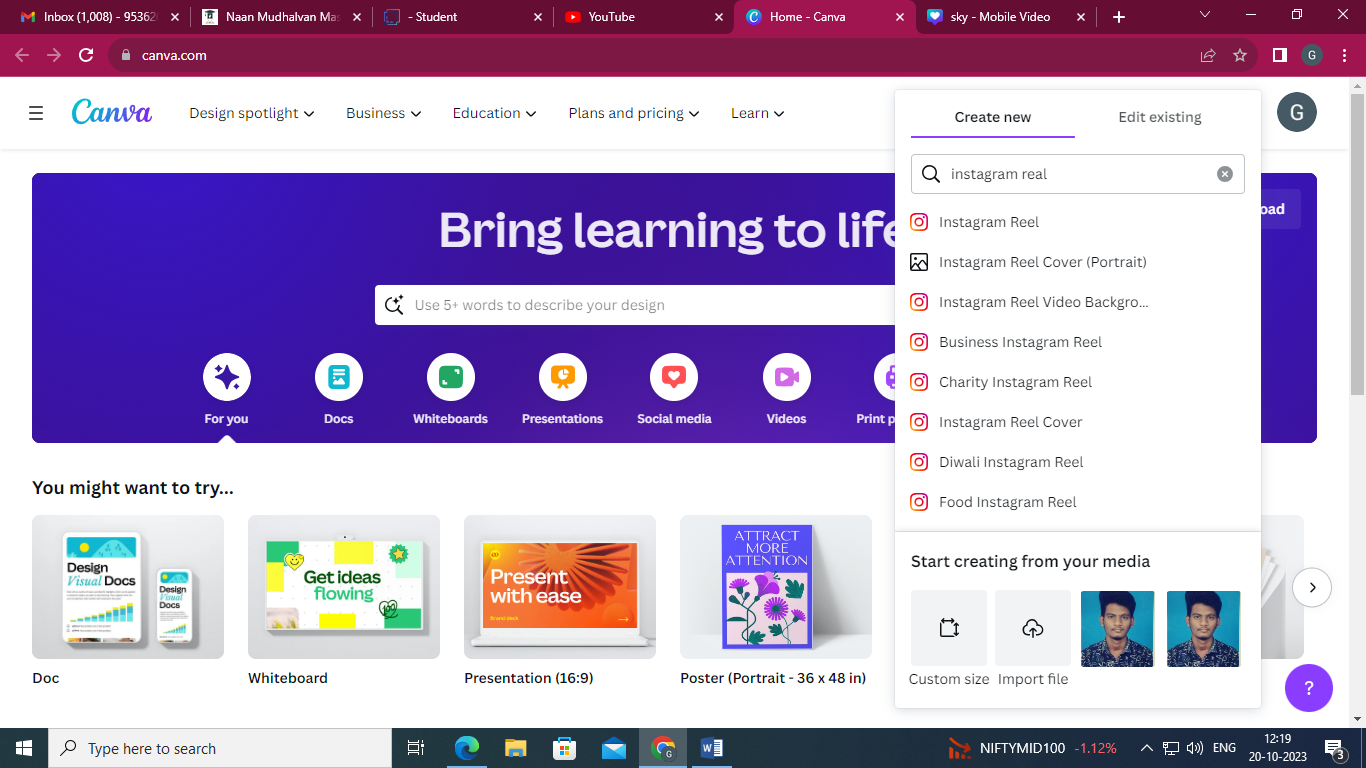 Inbox (1,008) - 95362
Naan Mudhalvan Mas
- Student
YouTube
Home - Canva
sky - Mobile Video
canva.com
G
Canva
Design spotlight
Business
Education
Plans and pricing
Learn
G
Create new
Edit existing
instagram real
Instagram Reel
Instagram Reel Cover (Portrait)
Instagram Reel Video Backgro...
Business Instagram Reel
Charity Instagram Reel
Instagram Reel Cover
Diwali Instagram Reel
Food Instagram Reel
Start creating from your media
Custom size
Import file
oad
Bring learning to life
Use 5+ words to describe your design
For you
Docs
Whiteboards
Presentations
Social media
Videos
Print p
You might want to try...
Design
Visual Docs
Design
Visual Docs
Get ideas
flowing
Present
with ease
Brand deck
ATTRACT
MORE
ATTENTION
Doc
Whiteboard
Presentation (16:9)
Poster (Portrait - 36 x 48 in)
?
Type here to search
NIFTYMID100 -1.12%
ENG
12:19
20-10-2023
3